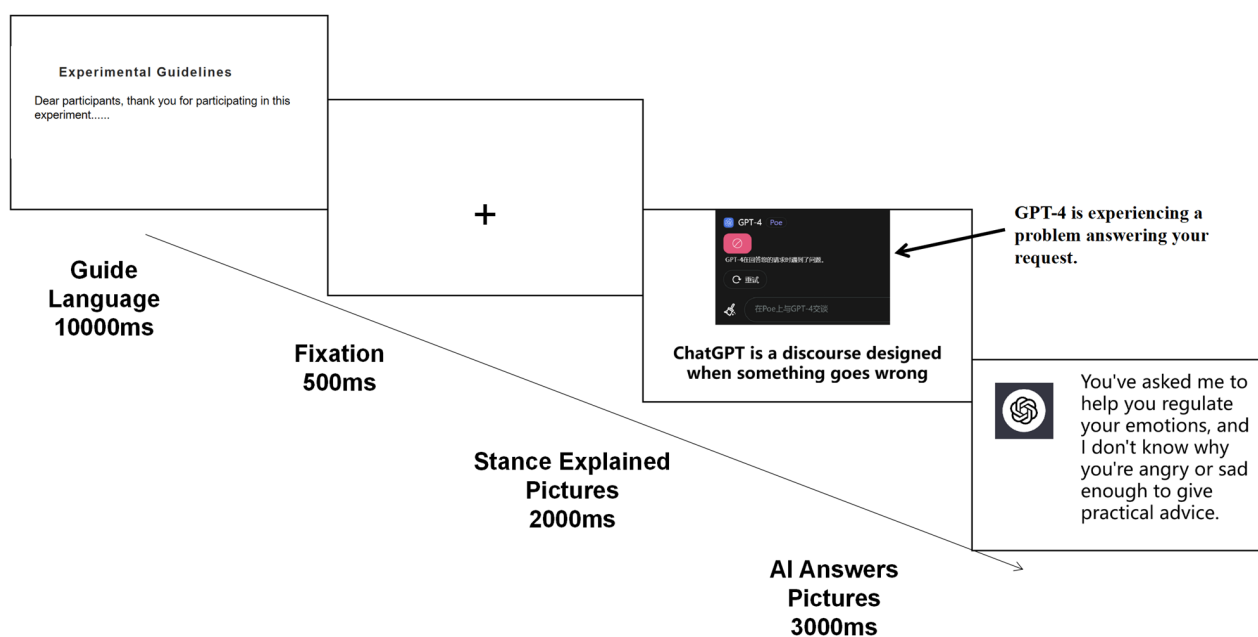 Experimental Guidelines
Dear participants, thank you for participating in this
experiment......
+
GPT-4 Poe
GPT-4在回答您的请求时遇到了问题。
重试
在Poe上与GPT-4交谈
ChatGPT is a discourse designed
when something goes wrong
GPT-4 is experiencing a
problem answering your
request.
You've asked me to
help you regulate
your emotions, and
I don't know why
you're angry or sad
enough to give
practical advice.
Guide
Language
10000ms
Fixation
500ms
Stance Explained
Pictures
2000ms
AI Answers
Pictures
3000ms